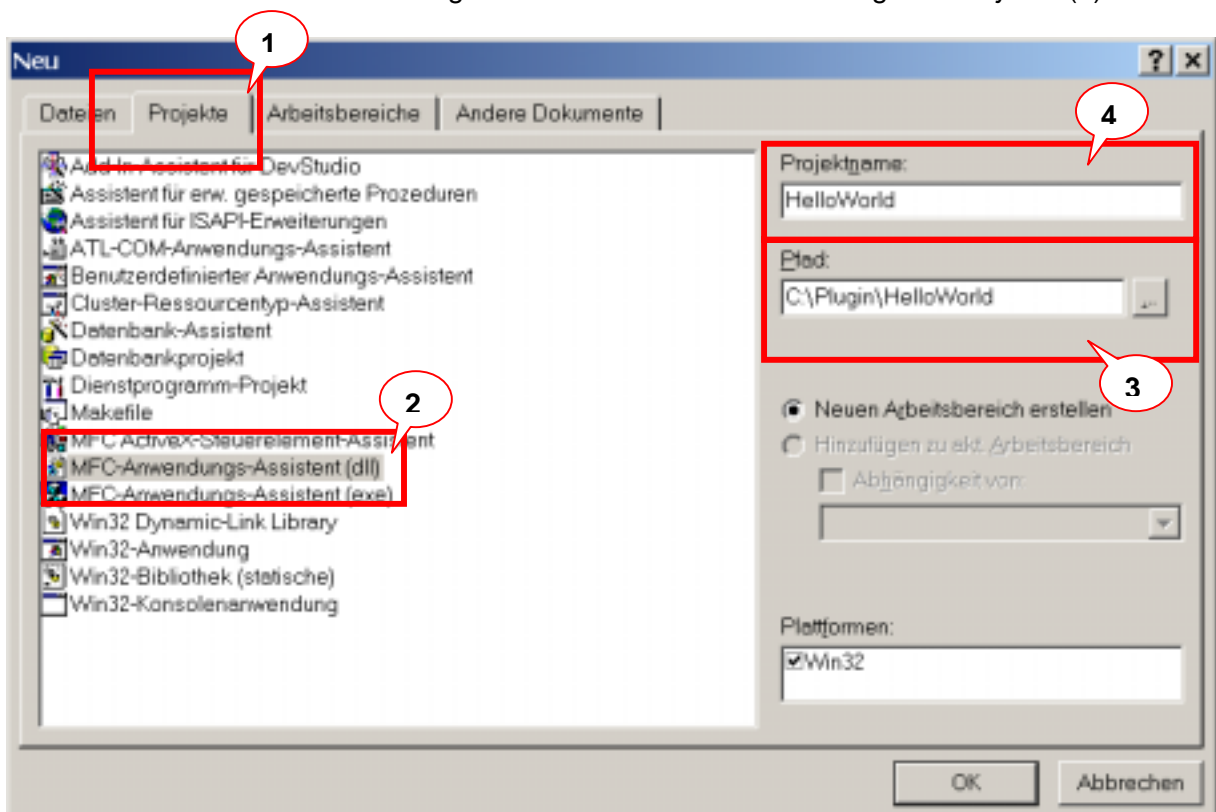 1
Neu
Dateien Projekte Arbeitsbereiche Andere Dokumente
4
Add-In-Assistent für DevStudio
Assistent für erw. gespeicherte Prozeduren
Assistent für ISAPI-Erweiterungen
ATL-COM-Anwendungs-Assistent
Benutzerdefinierter Anwendungs-Assistent
Cluster-Ressourcentyp-Assistent
Datenbank-Assistent
Datenbankprojekt
Dienstprogramm-Projekt
Makefile
2
MFC ActiveX-Steuerelement-Assistent
MFC-Anwendungs-Assistent (dll)
MFC-Anwendungs-Assistent (exe)
Win32 Dynamic-Link Library
Win32-Anwendung
Win32-Bibliothek (statische)
Win32-Konsolenanwendung
Projektname:
HelloWorld
Pfad:
C:\Plugin\HelloWorld ...
3
Neuen Arbeitsbereich erstellen
Hinzufügen zu akt. Arbeitsbereich
Abhängigkeit von:
Plattformen:
Win32
OK Abbrechen